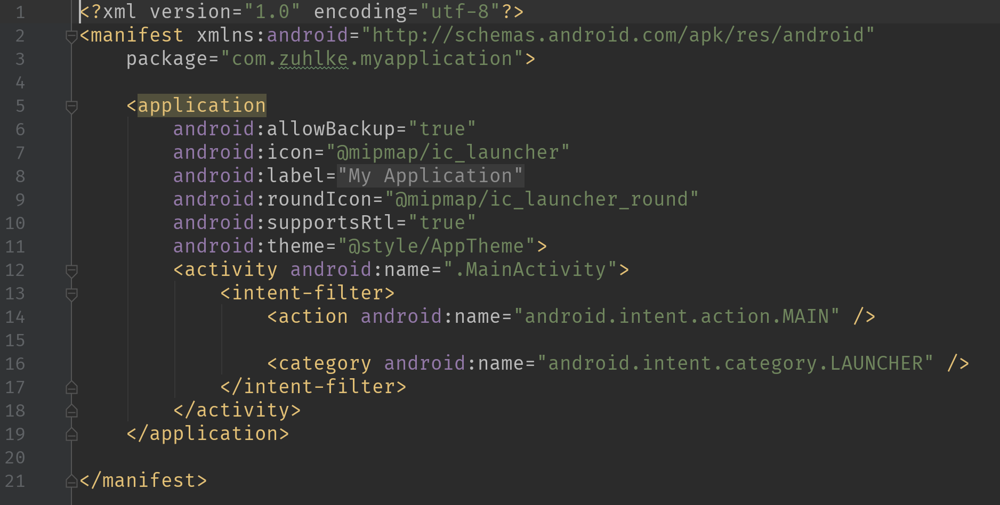 1 <?xml version="1.0" encoding="utf-8"?>
2 <manifest xmlns:android="http://schemas.android.com/apk/res/android"
3     package="com.zuhlke.myapplication">
4
5     <application
6         android:allowBackup="true"
7         android:icon="@mipmap/ic_launcher"
8         android:label="My Application"
9         android:roundIcon="@mipmap/ic_launcher_round"
10         android:supportsRtl="true"
11         android:theme="@style/AppTheme">
12         <activity android:name=".MainActivity">
13             <intent-filter>
14                 <action android:name="android.intent.action.MAIN" />
15
16                 <category android:name="android.intent.category.LAUNCHER" />
17             </intent-filter>
18         </activity>
19     </application>
20
21 </manifest>